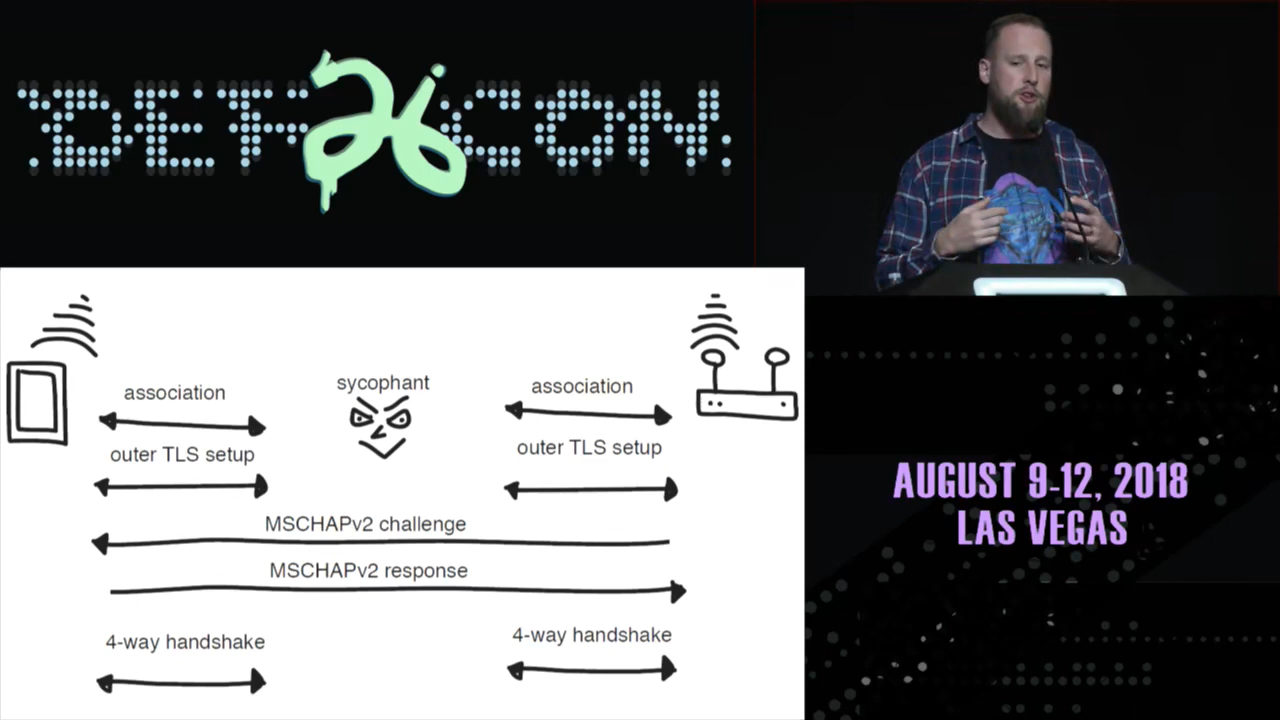 DEF 26 CON
AUGUST 9-12, 2018
LAS VEGAS
association
sycophant
association
outer TLS setup
outer TLS setup
MSCHAPv2 challenge
MSCHAPv2 response
4-way handshake
4-way handshake